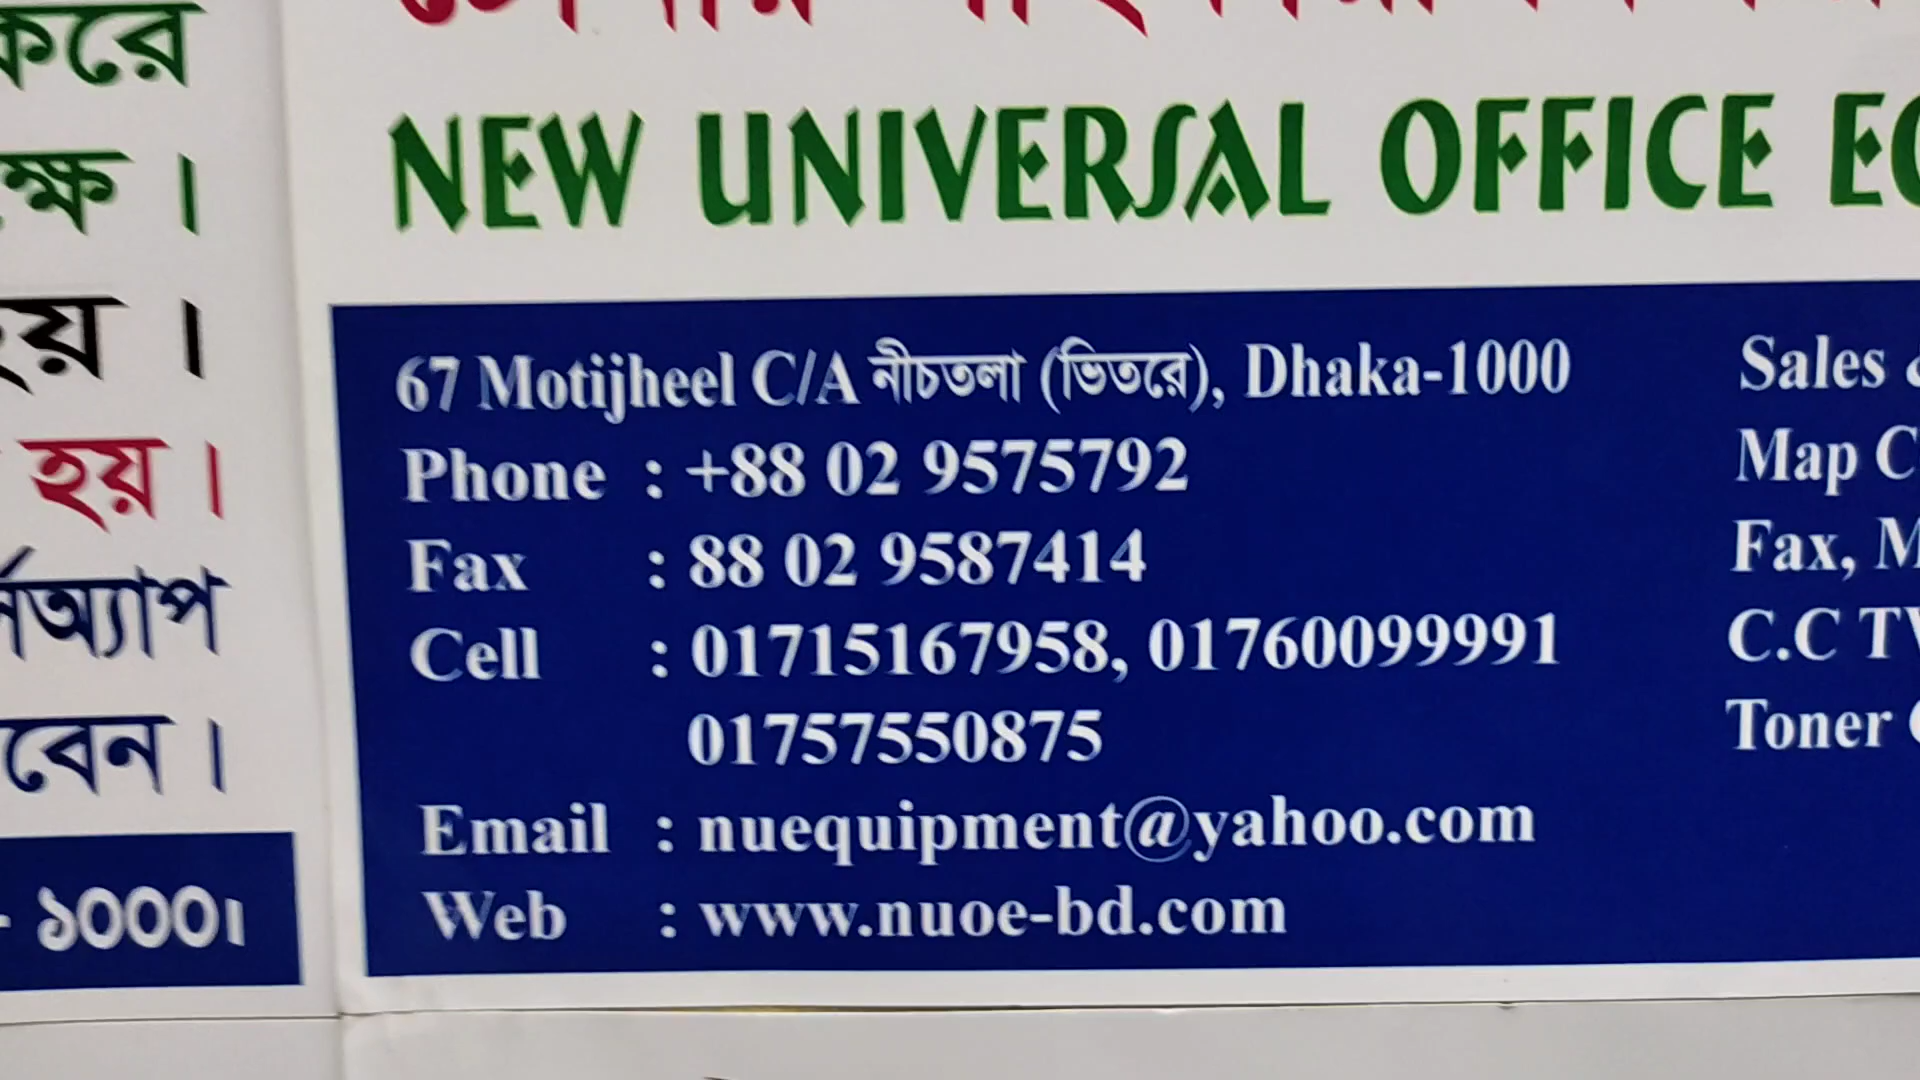 করে
ক্ষ ।
হয় ।
হয় ।
বেন ।
- ১০০০।
NEW UNIVERSAL OFFICE
67 Motijheel C/A নীচতলা (ভিতরে), Dhaka-1000
Phone : +88 02 9575792
Fax : 88 02 9587414
Cell : 01715167958, 01760099991
01757550875
Email : nuequipment@yahoo.com
Web : www.nuoe-bd.com
Sales
Map
Fax,
C.C
Toner